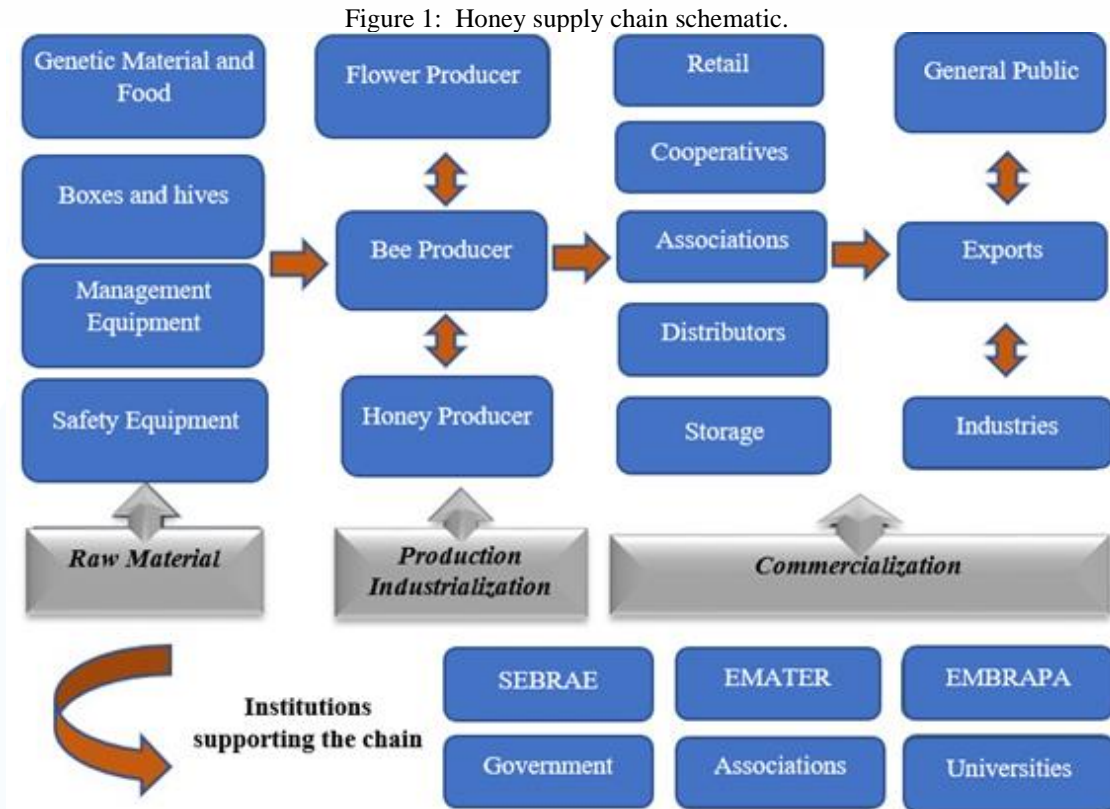 Figure 1: Honey supply chain schematic.
Genetic Material and
Food
Boxes and hives
Management
Equipment
Safety Equipment
Raw Material
Flower Producer
Bee Producer
Honey Producer
Production
Industrialization
Retail
Cooperatives
Associations
Distributors
Storage
General Public
Exports
Industries
Commercialization
Institutions
supporting the chain
SEBRAE
EMATER
EMBRAPA
Government
Associations
Universities